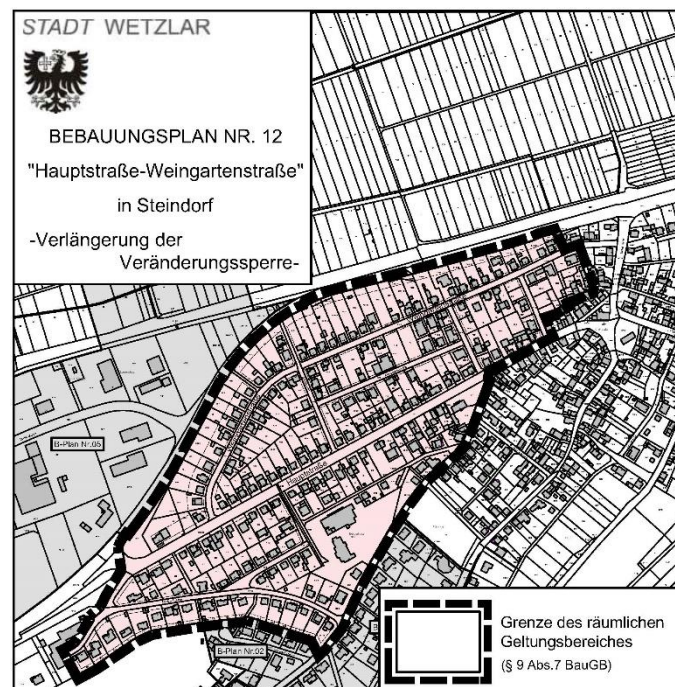 STADT WETZLAR
BEBAUUNGSPLAN NR. 12
"Hauptstraße-Weingartenstraße"
in Steindorf
-Verlängerung der
Veränderungssperre-
B-Plan Nr.05
Hauptstraße
B-Plan Nr.02
Grenze des räumlichen
Geltungsbereiches
(§ 9 Abs.7 BauGB)